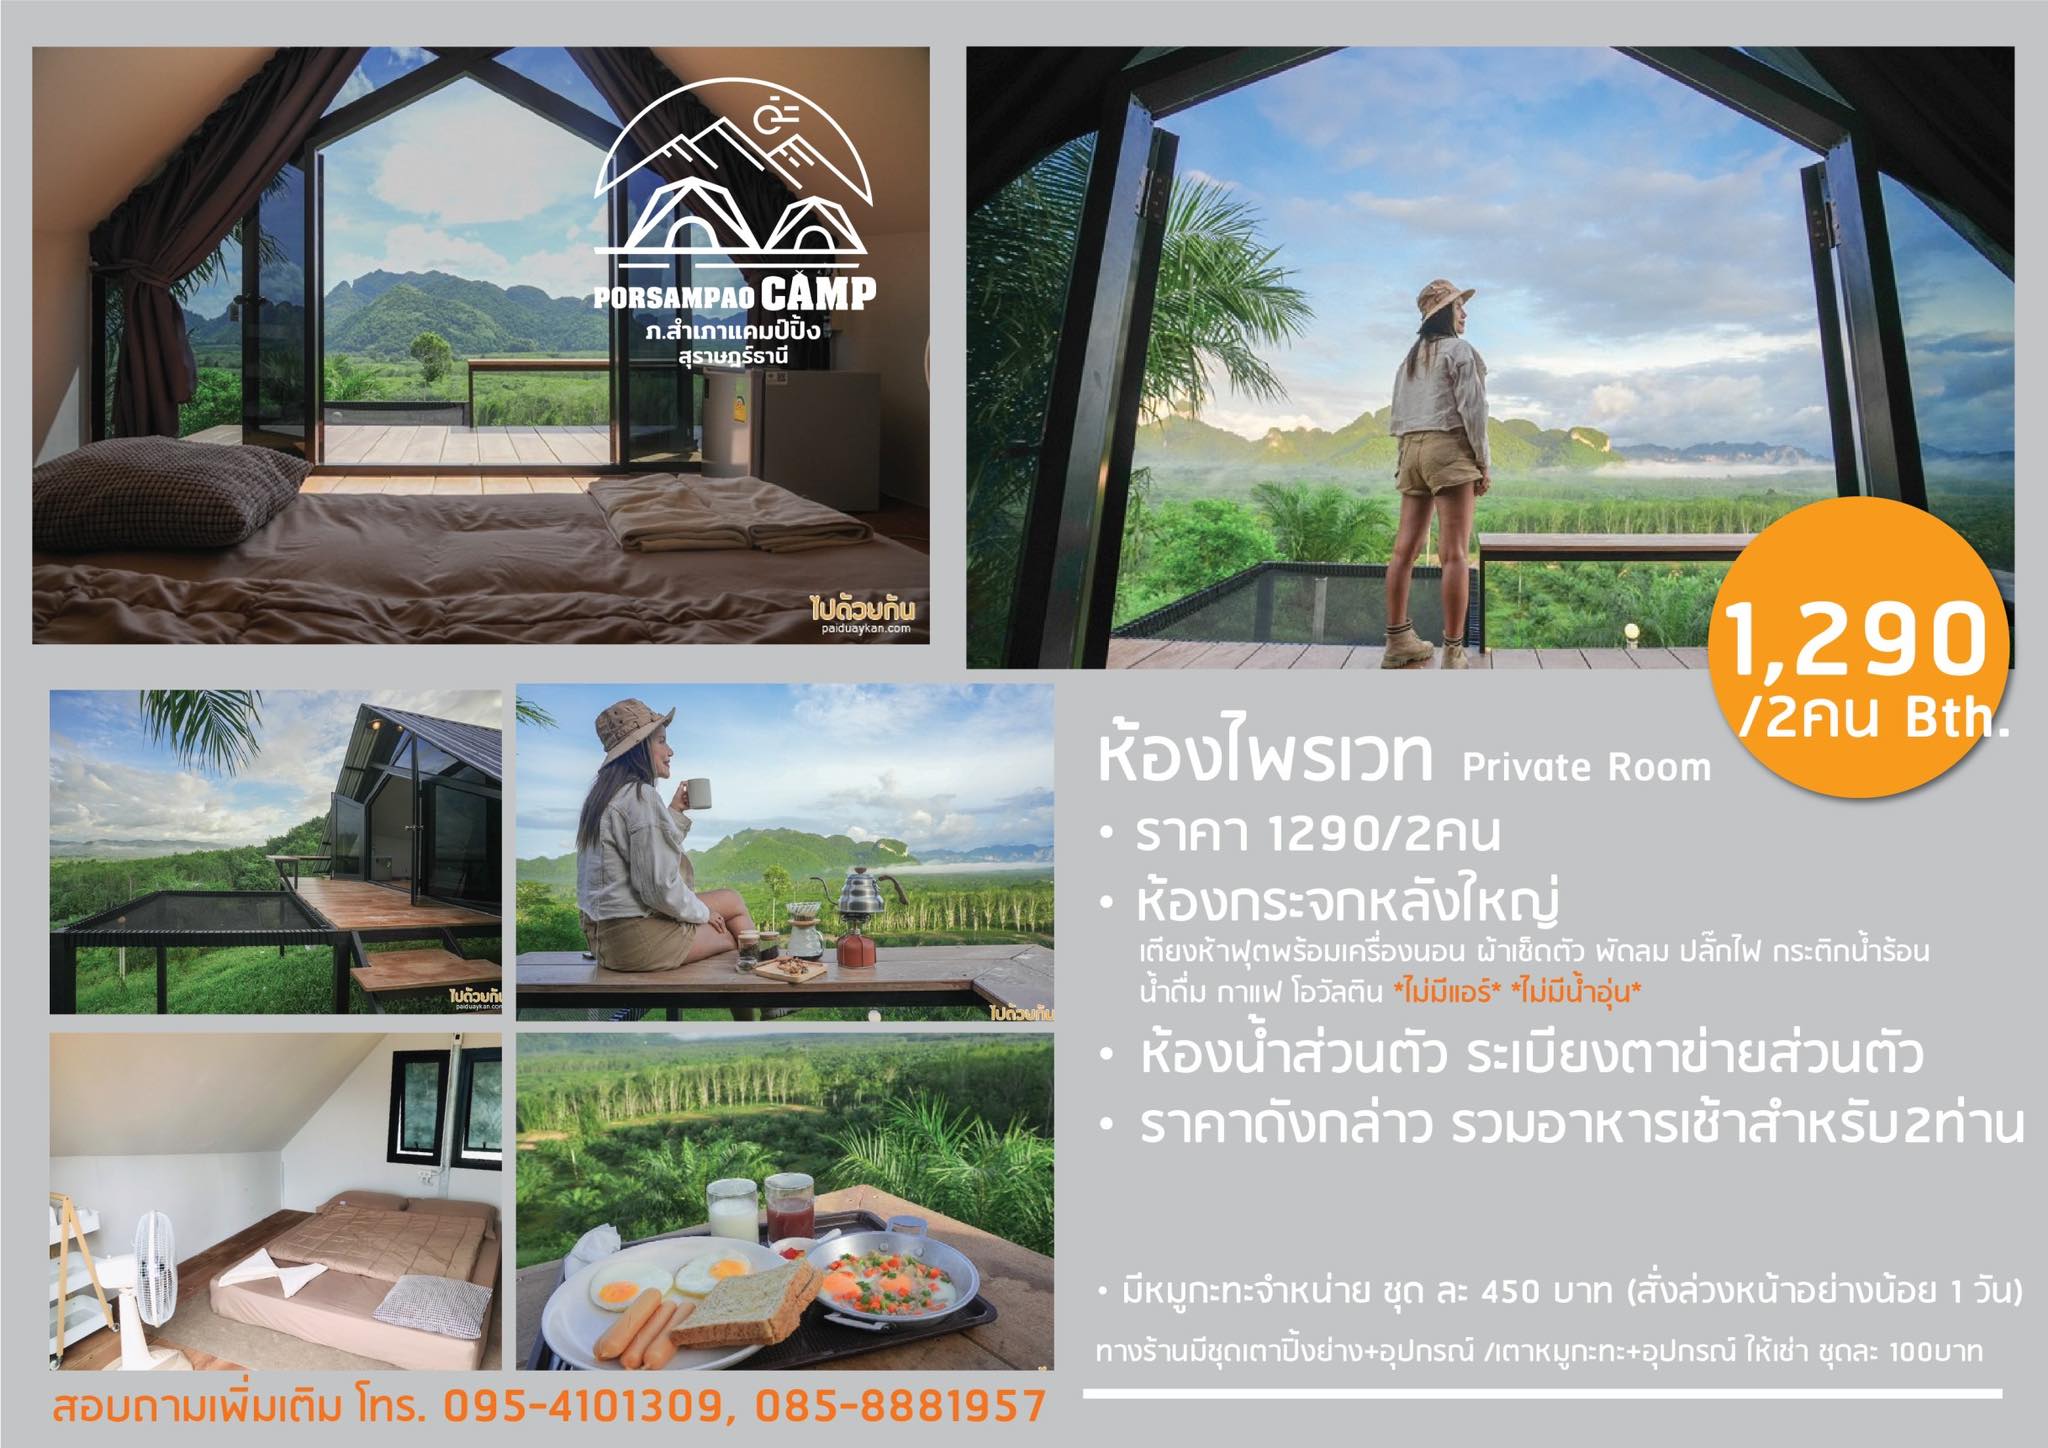 PORSAMPAO CAMP
ภ.สำเภาแคมป์ปิ้ง
สุราษฎร์ธานี
ไปด้วยกัน
paiduaykan.com
1,290
/2คน Bth.
ห้องไพรเวท Private Room
• ราคา 1290/2คน
• ห้องกระจกหลังใหญ่
เตียงห้าฟุตพร้อมเครื่องนอน ผ้าเช็ดตัว พัดลม ปลั๊กไฟ กระติกน้ำร้อน
น้ำดื่ม กาแฟ โอวัลติน *ไม่มีแอร์* *ไม่มีน้ำอุ่น*
• ห้องน้ำส่วนตัว ระเบียงตาข่ายส่วนตัว
• ราคาดังกล่าว รวมอาหารเช้าสำหรับ2ท่าน
ไปด้วยกัน
paiduaykan.com
ไปด้วยกัน
• มีหมูกะทะจำหน่าย ชุด ละ 450 บาท (สั่งล่วงหน้าอย่างน้อย 1 วัน)
ทางร้านมีชุดเตาปิ้งย่าง+อุปกรณ์ /เตาหมูกะทะ+อุปกรณ์ ให้เช่า ชุดละ 100บาท
สอบถามเพิ่มเติม โทร. 095-4101309, 085-8881957